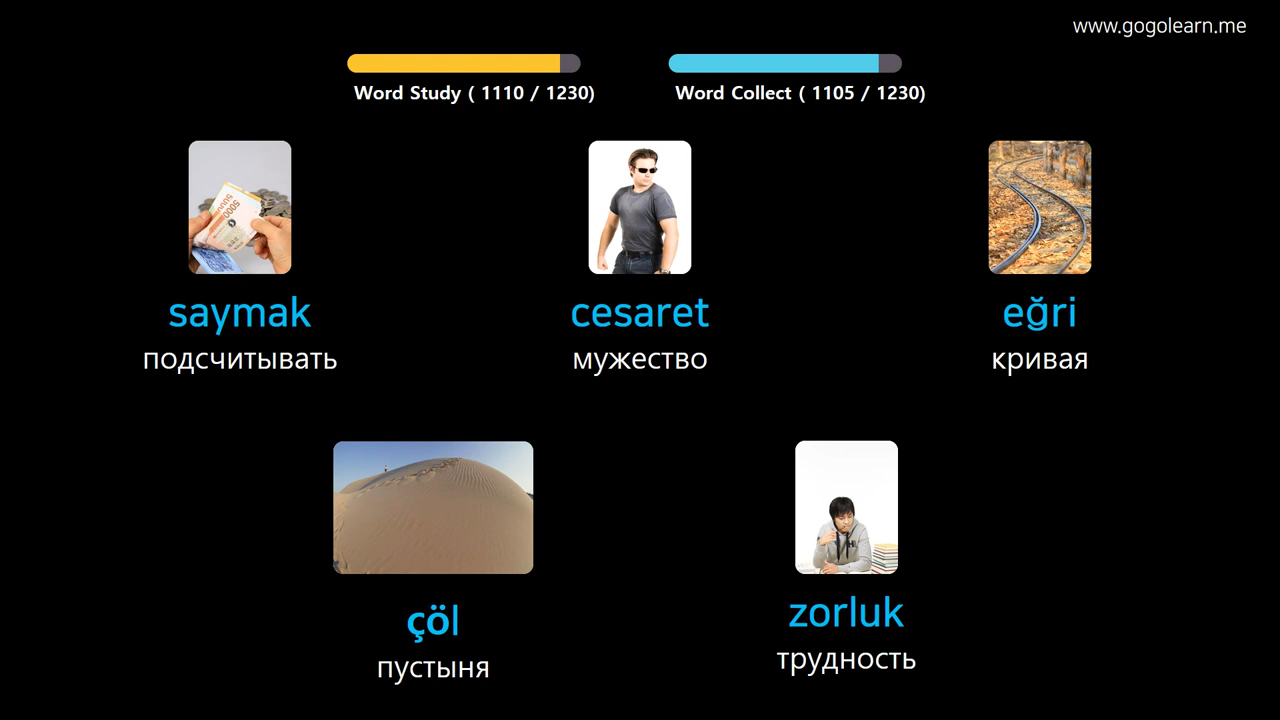 www.gogolearn.me
Word Study ( 1110 / 1230)
Word Collect ( 1105 / 1230)
saymak
подсчитывать
cesaret
мужество
eğri
кривая
çöl
пустыня
zorluk
трудность